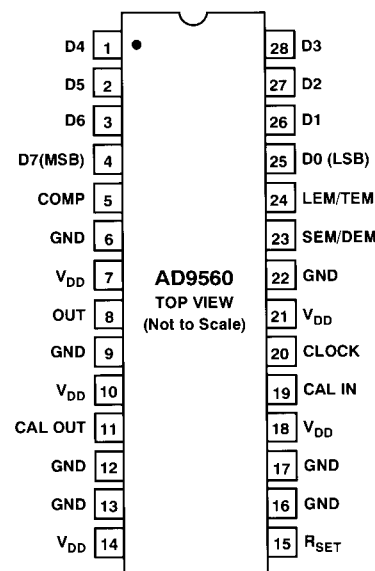 D4 1 28 D3
D5 2 27 D2
D6 3 26 D1
D7(MSB) 4 25 D0 (LSB)
COMP 5 24 LEM/TEM
GND 6 23 SEM/DEM
VDD 7 22 GND
AD9560
TOP VIEW
(Not to Scale)
OUT 8 21 VDD
GND 9 20 CLOCK
VDD 10 19 CAL IN
CAL OUT 11 18 VDD
GND 12 17 GND
GND 13 16 GND
VDD 14 15 RSET